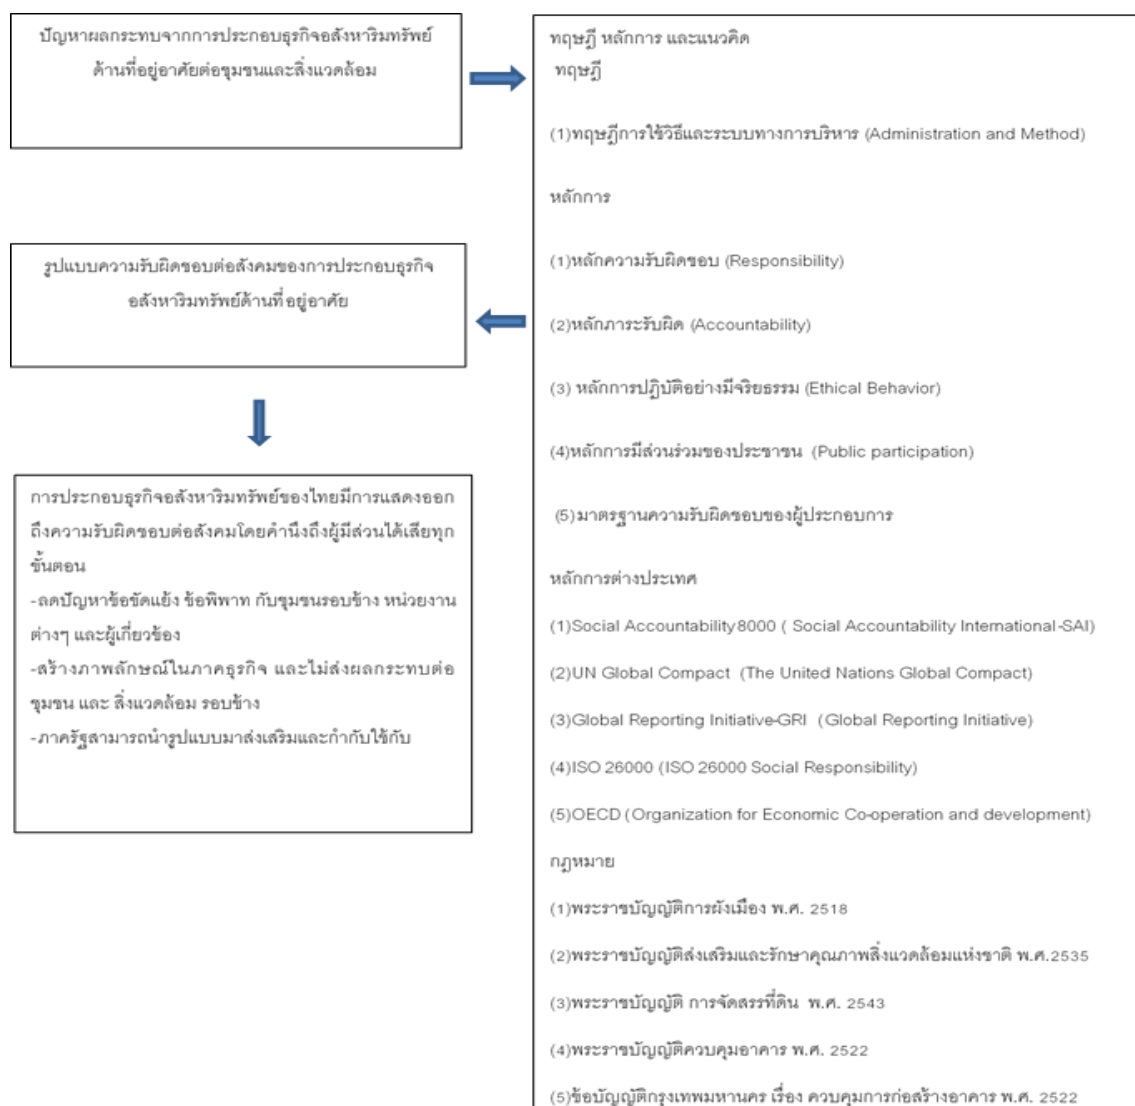 ปัญหาผลกระทบจากการประกอบธุรกิจอสังหาริมทรัพย์
ด้านที่อยู่อาศัยต่อชุมชนและสิ่งแวดล้อม
ทฤษฎี หลักการ และแนวคิด
ทฤษฎี
(1)ทฤษฎีการใช้วิธีและระบบทางการบริหาร (Administration and Method)
หลักการ
(1)หลักความรับผิดชอบ (Responsibility)
(2)หลักภาระรับผิด (Accountability)
(3) หลักการปฏิบัติอย่างมีจริยธรรม (Ethical Behavior)
(4)หลักการมีส่วนร่วมของประชาชน (Public participation)
(5)มาตรฐานความรับผิดชอบของผู้ประกอบการ
หลักการต่างประเทศ
(1)Social Accountability8000 ( Social Accountability International-SAI)
(2)UN Global Compact (The United Nations Global Compact)
(3)Global Reporting Initiative-GRI (Global Reporting Initiative)
(4)ISO 26000 (ISO 26000 Social Responsibility)
(5)OECD (Organization for Economic Co-operation and development)
กฎหมาย
(1)พระราชบัญญัติการผังเมือง พ.ศ. 2518
(2)พระราชบัญญัติส่งเสริมและรักษาคุณภาพสิ่งแวดล้อมแห่งชาติ พ.ศ.2535
(3)พระราชบัญญัติ การจัดสรรที่ดิน พ.ศ. 2543
(4)พระราชบัญญัติควบคุมอาคาร พ.ศ. 2522
(5)ข้อบัญญัติกรุงเทพมหานคร เรื่อง ควบคุมการก่อสร้างอาคาร พ.ศ. 2522
รูปแบบความรับผิดชอบต่อสังคมของการประกอบธุรกิจ
อสังหาริมทรัพย์ด้านที่อยู่อาศัย
การประกอบธุรกิจอสังหาริมทรัพย์ของไทยมีการแสดงออก
ถึงความรับผิดชอบต่อสังคมโดยคำนึงถึงผู้มีส่วนได้เสียทุก
ขั้นตอน
-ลดปัญหาข้อขัดแย้ง ข้อพิพาท กับชุมชนรอบข้าง หน่วยงาน
ต่างๆ และผู้เกี่ยวข้อง
-สร้างภาพลักษณ์ในภาคธุรกิจ และไม่ส่งผลกระทบต่อ
ชุมชน และ สิ่งแวดล้อม รอบข้าง
-ภาครัฐสามารถนำรูปแบบมาส่งเสริมและกำกับใช้กับ